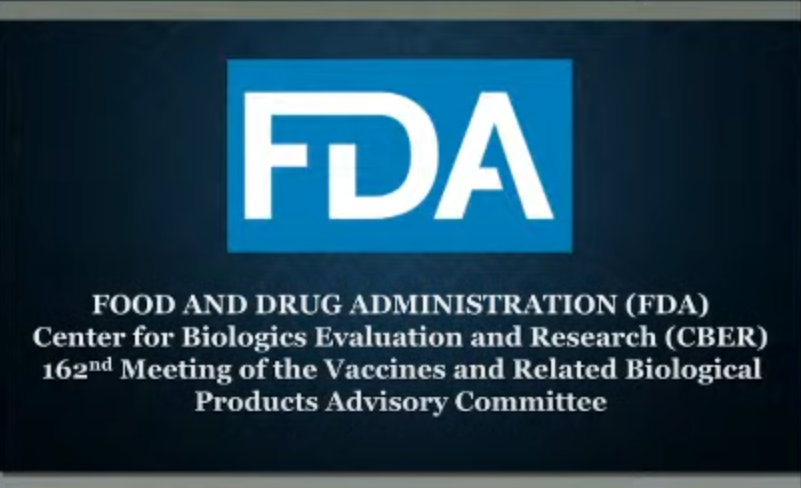 FDA
FOOD AND DRUG ADMINISTRATION (FDA)
Center for Biologics Evaluation and Research (CBER)
162nd Meeting of the Vaccines and Related Biological
Products Advisory Committee